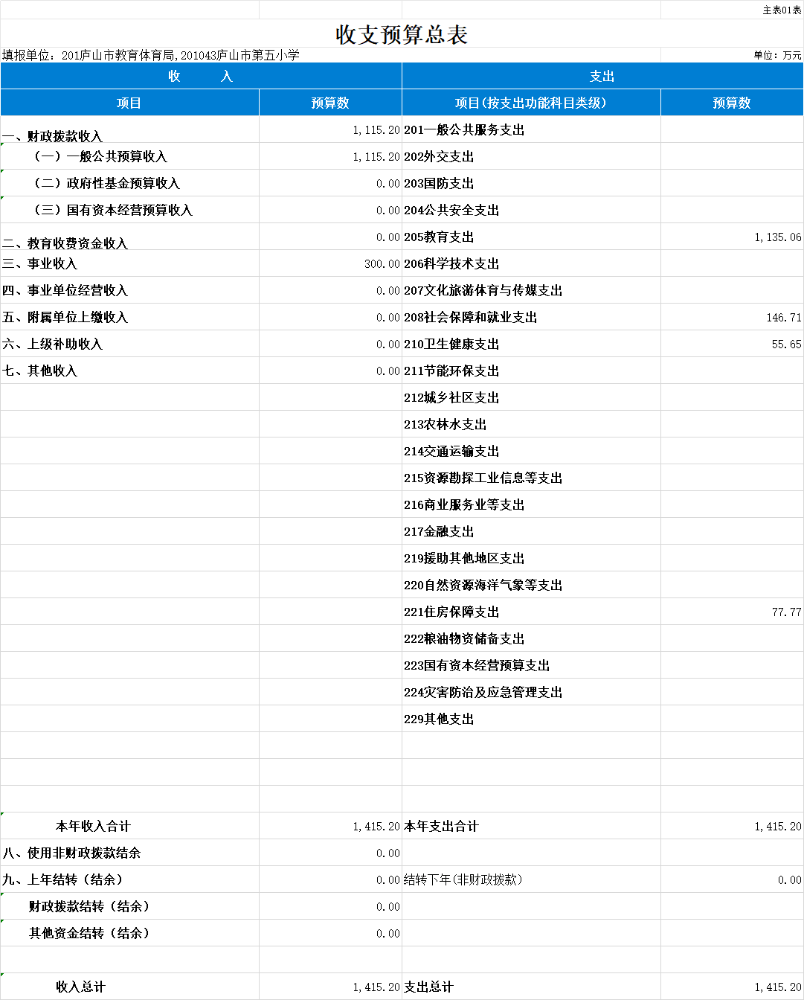 主表01表
收支预算总表
填报单位：201庐山市教育体育局,201043庐山市第五小学 单位：万元
收 入 支出
项目 预算数 项目(按支出功能科目类级) 预算数
一、财政拨款收入 1,115.20 201一般公共服务支出
（一）一般公共预算收入 1,115.20 202外交支出
（二）政府性基金预算收入 0.00 203国防支出
（三）国有资本经营预算收入 0.00 204公共安全支出
二、教育收费资金收入 0.00 205教育支出 1,135.06
三、事业收入 300.00 206科学技术支出
四、事业单位经营收入 0.00 207文化旅游体育与传媒支出
五、附属单位上缴收入 0.00 208社会保障和就业支出 146.71
六、上级补助收入 0.00 210卫生健康支出 55.65
七、其他收入 0.00 211节能环保支出
212城乡社区支出
213农林水支出
214交通运输支出
215资源勘探工业信息等支出
216商业服务业等支出
217金融支出
219援助其他地区支出
220自然资源海洋气象等支出
221住房保障支出 77.77
222粮油物资储备支出
223国有资本经营预算支出
224灾害防治及应急管理支出
229其他支出
本年收入合计 1,415.20 本年支出合计 1,415.20
八、使用非财政拨款结余 0.00
九、上年结转（结余） 0.00 结转下年(非财政拨款) 0.00
财政拨款结转（结余） 0.00
其他资金结转（结余） 0.00
收入总计 1,415.20 支出总计 1,415.20